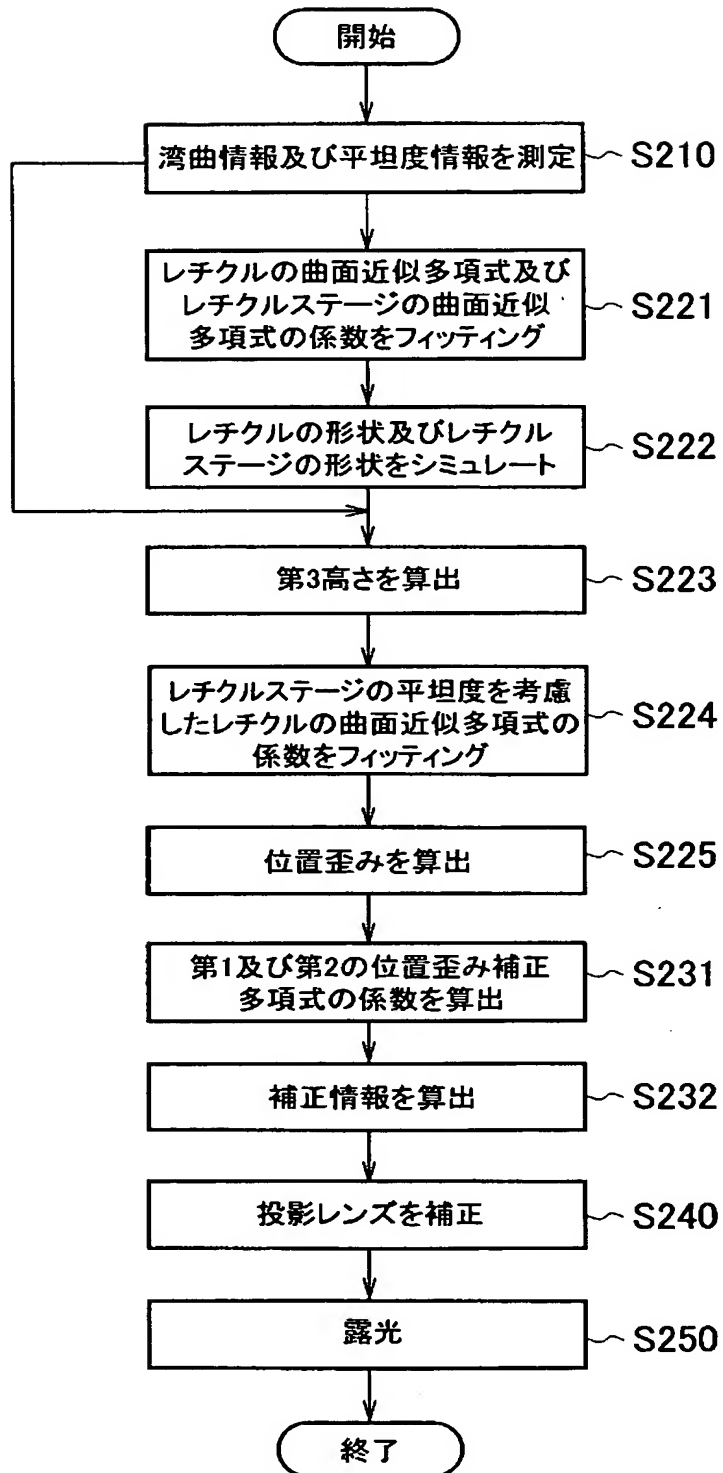 開始
湾曲情報及び平坦度情報を測定 S210
レチクルの曲面近似多項式及び
レチクルステージの曲面近似
多項式の係数をフィッティング S221
レチクルの形状及びレチクル
ステージの形状をシミュレート S222
第3高さを算出 S223
レチクルステージの平坦度を考慮
したレチクルの曲面近似多項式の
係数をフィッティング S224
位置歪みを算出 S225
第1及び第2の位置歪み補正
多項式の係数を算出 S231
補正情報を算出 S232
投影レンズを補正 S240
露光 S250
終了